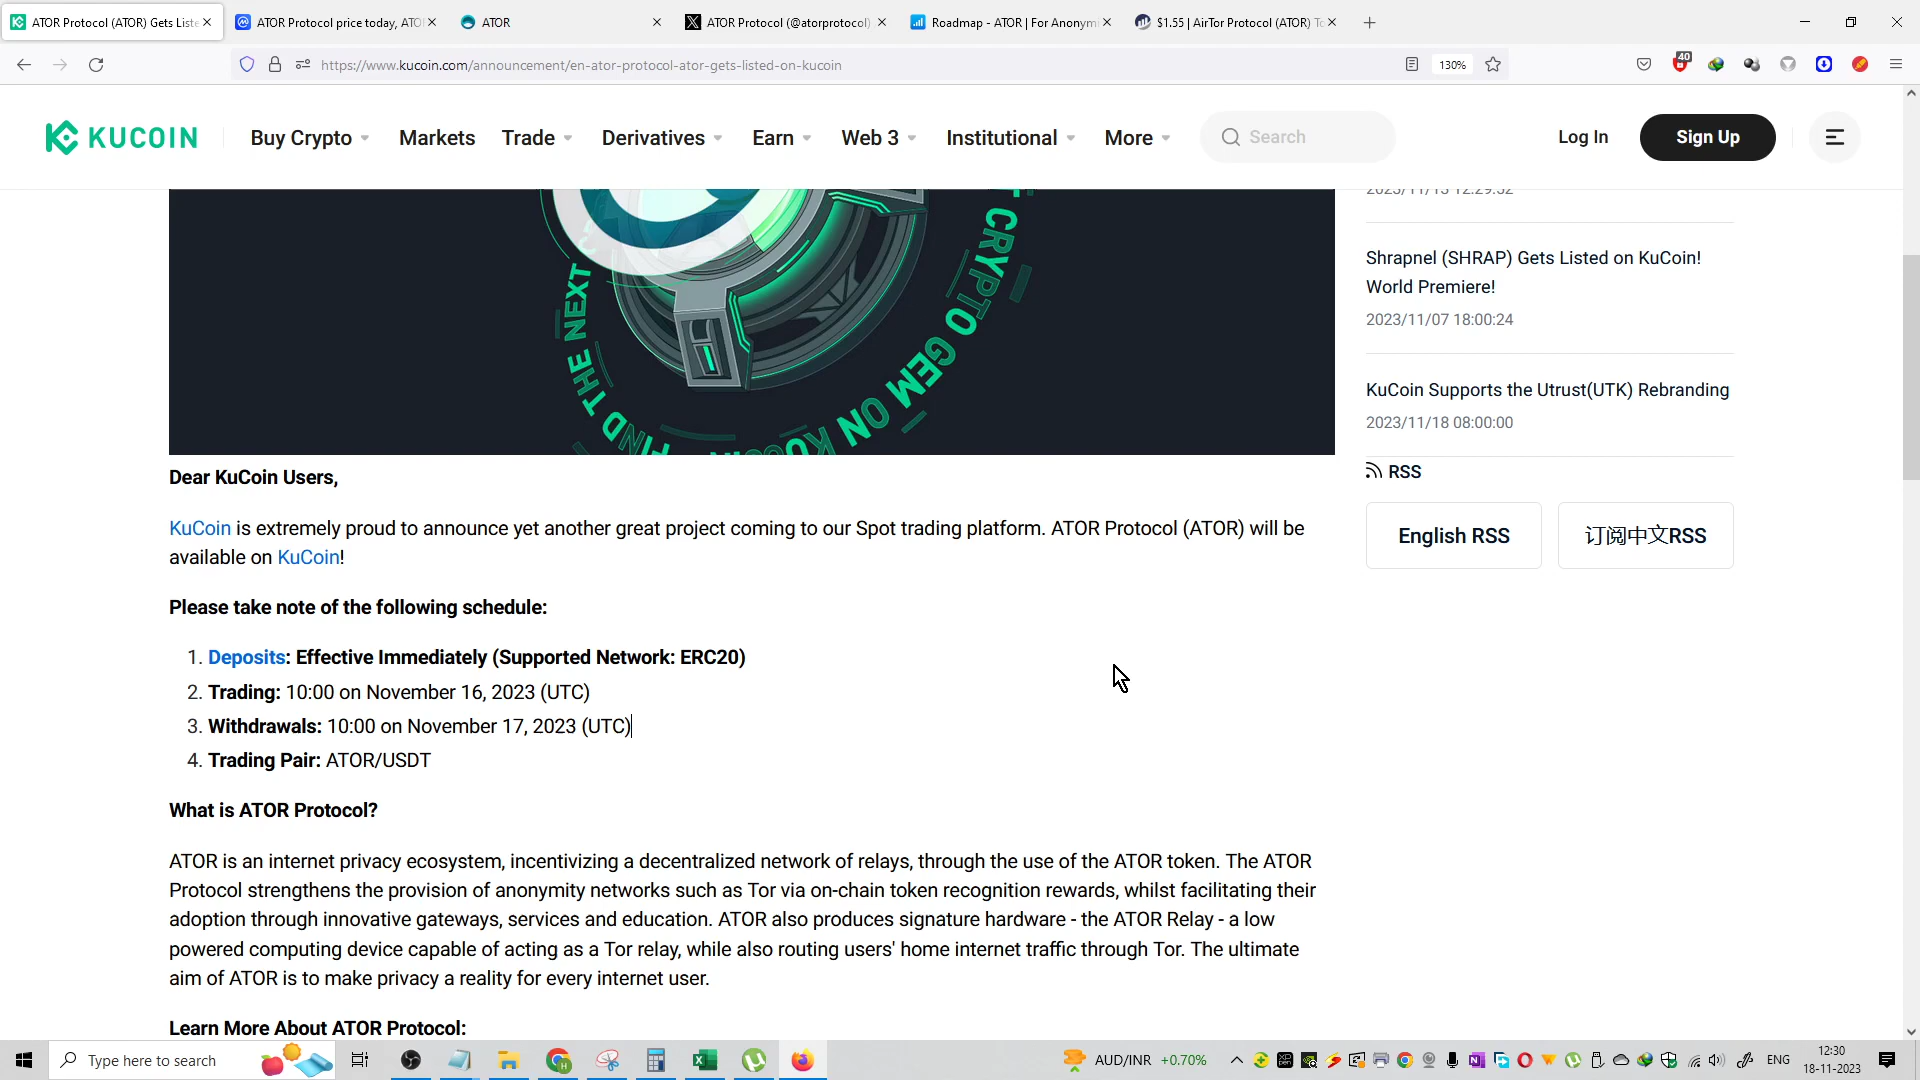 ATOR Protocol (ATOR) Gets Liste
ATOR Protocol price today, ATO
ATOR
ATOR Protocol (@atorprotocol)
Roadmap - ATOR | For Anonym
$1.55 | AirTor Protocol (ATOR) To
https://www.kucoin.com/announcement/en-ator-protocol-ator-gets-listed-on-kucoin
130%
40
KUCOIN
Buy Crypto
Markets
Trade
Derivatives
Earn
Web 3
Institutional
More
Search
Log In
Sign Up
FIND THE NEXT CRYPTO GEM ON KUCOIN
2023/11/13 12:29:32
Shrapnel (SHRAP) Gets Listed on KuCoin!
World Premiere!
2023/11/07 18:00:24
KuCoin Supports the Utrust(UTK) Rebranding
2023/11/18 08:00:00
RSS
English RSS
订阅中文RSS
Dear KuCoin Users,
KuCoin is extremely proud to announce yet another great project coming to our Spot trading platform. ATOR Protocol (ATOR) will be
available on KuCoin!
Please take note of the following schedule:
1. Deposits: Effective Immediately (Supported Network: ERC20)
2. Trading: 10:00 on November 16, 2023 (UTC)
3. Withdrawals: 10:00 on November 17, 2023 (UTC)
4. Trading Pair: ATOR/USDT
What is ATOR Protocol?
ATOR is an internet privacy ecosystem, incentivizing a decentralized network of relays, through the use of the ATOR token. The ATOR
Protocol strengthens the provision of anonymity networks such as Tor via on-chain token recognition rewards, whilst facilitating their
adoption through innovative gateways, services and education. ATOR also produces signature hardware - the ATOR Relay - a low
powered computing device capable of acting as a Tor relay, while also routing users' home internet traffic through Tor. The ultimate
aim of ATOR is to make privacy a reality for every internet user.
Learn More About ATOR Protocol:
Type here to search
AUD/INR +0.70%
ENG
12:30
18-11-2023